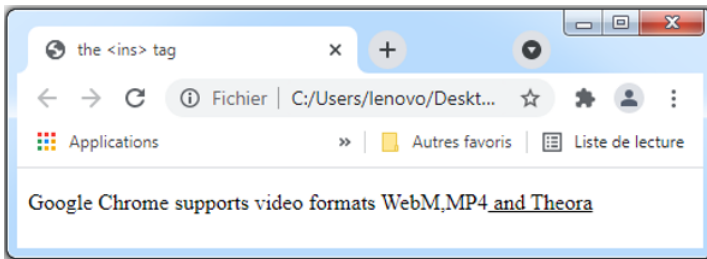 the <ins> tag
Fichier C:/Users/lenovo/Deskt...
Applications » Autres favoris Liste de lecture
Google Chrome supports video formats WebM,MP4 and Theora